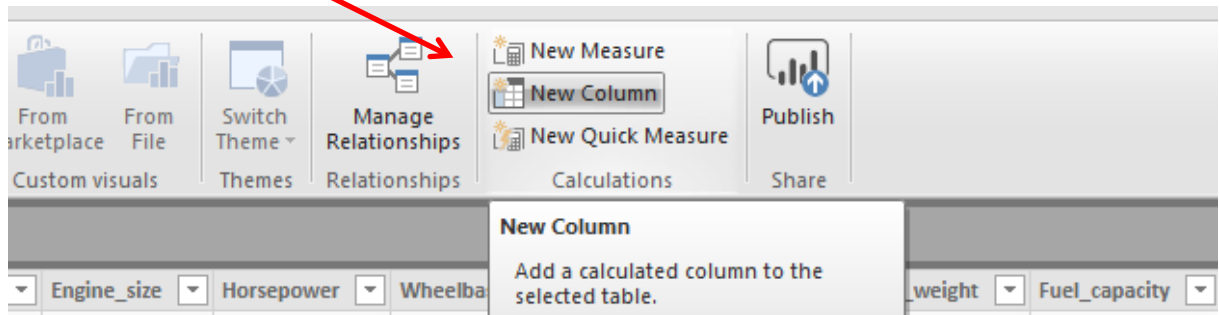 New Measure
From
arketplace
From
File
Switch
Theme
Manage
Relationships
New Column
Publish
New Quick Measure
Custom visuals
Themes
Relationships
Calculations
Share
New Column
Add a calculated column to the
selected table.
Engine_size
Horsepower
Wheelba
_weight
Fuel_capacity